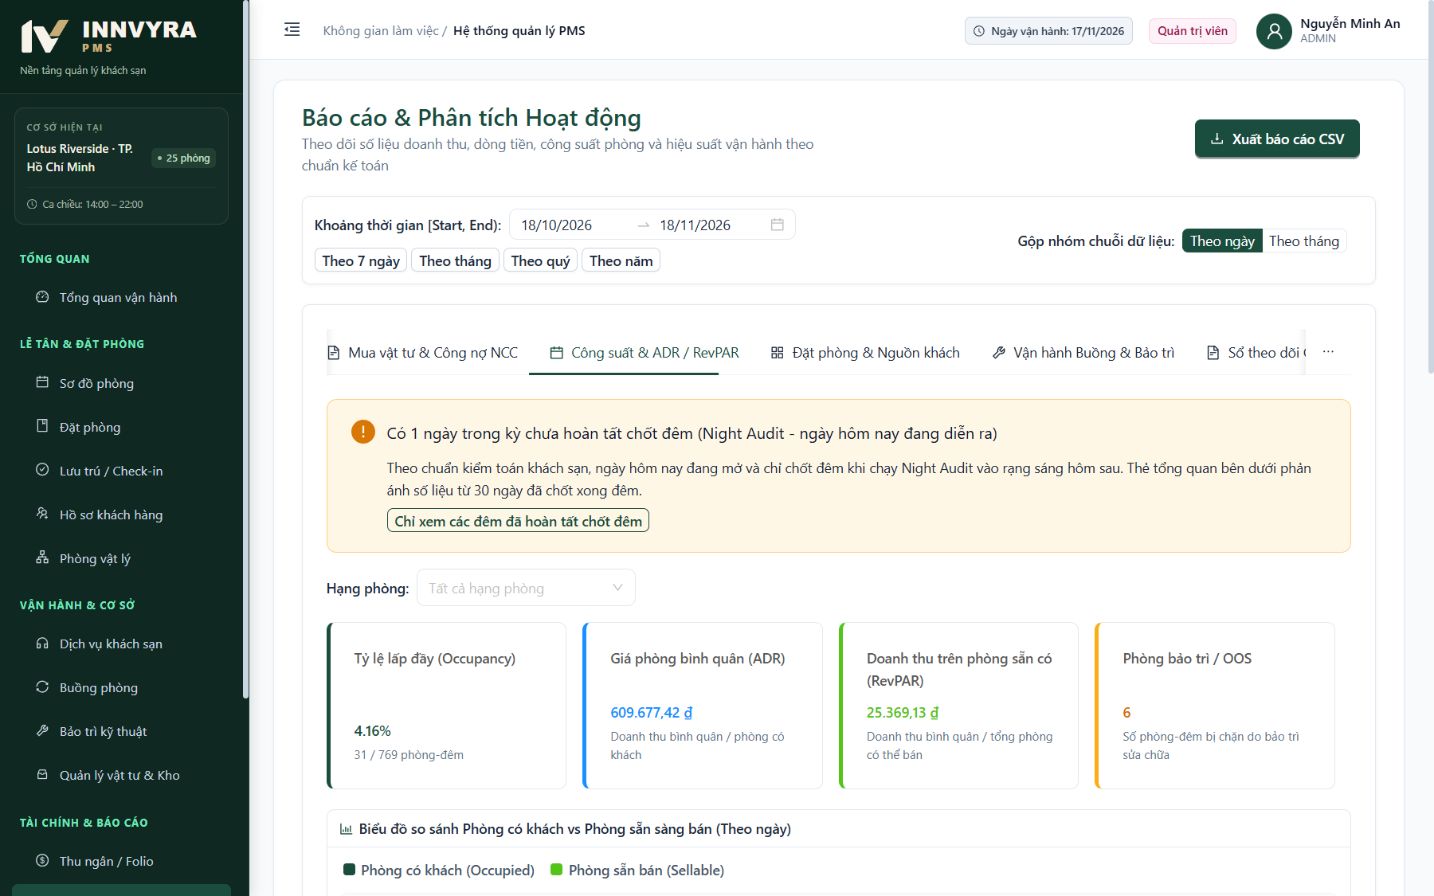 INNVYRA
PMS
Nền tảng quản lý khách sạn
CƠ SỞ HIỆN TẠI
Lotus Riverside · TP.
Hồ Chí Minh
25 phòng
Ca chiều: 14:00 – 22:00
TỔNG QUAN
Tổng quan vận hành
LỄ TÂN & ĐẶT PHÒNG
Sơ đồ phòng
Đặt phòng
Lưu trú / Check-in
Hồ sơ khách hàng
Phòng vật lý
VẬN HÀNH & CƠ SỞ
Dịch vụ khách sạn
Buồng phòng
Bảo trì kỹ thuật
Quản lý vật tư & Kho
TÀI CHÍNH & BÁO CÁO
Thu ngân / Folio
Không gian làm việc / Hệ thống quản lý PMS
Ngày vận hành: 17/11/2026
Quản trị viên
Nguyễn Minh An
ADMIN
Báo cáo & Phân tích Hoạt động
Theo dõi số liệu doanh thu, dòng tiền, công suất phòng và hiệu suất vận hành theo
chuẩn kế toán
Xuất báo cáo CSV
Khoảng thời gian [Start, End): 18/10/2026 → 18/11/2026
Theo 7 ngày Theo tháng Theo quý Theo năm
Gộp nhóm chuỗi dữ liệu: Theo ngày Theo tháng
Mua vật tư & Công nợ NCC Công suất & ADR / RevPAR Đặt phòng & Nguồn khách Vận hành Buồng & Bảo trì Sổ theo dõi ...
Có 1 ngày trong kỳ chưa hoàn tất chốt đêm (Night Audit - ngày hôm nay đang diễn ra)
Theo chuẩn kiểm toán khách sạn, ngày hôm nay đang mở và chỉ chốt đêm khi chạy Night Audit vào rạng sáng hôm sau. Thẻ tổng quan bên dưới phản
ánh số liệu từ 30 ngày đã chốt xong đêm.
Chỉ xem các đêm đã hoàn tất chốt đêm
Hạng phòng: Tất cả hạng phòng
Tỷ lệ lấp đầy (Occupancy)
4.16%
31 / 769 phòng-đêm
Giá phòng bình quân (ADR)
609.677,42 ₫
Doanh thu bình quân / phòng có
khách
Doanh thu trên phòng sẵn có
(RevPAR)
25.369,13 ₫
Doanh thu bình quân / tổng phòng
có thể bán
Phòng bảo trì / OOS
6
Số phòng-đêm bị chặn do bảo trì
sửa chữa
Biểu đồ so sánh Phòng có khách vs Phòng sẵn sàng bán (Theo ngày)
Phòng có khách (Occupied) Phòng sẵn bán (Sellable)